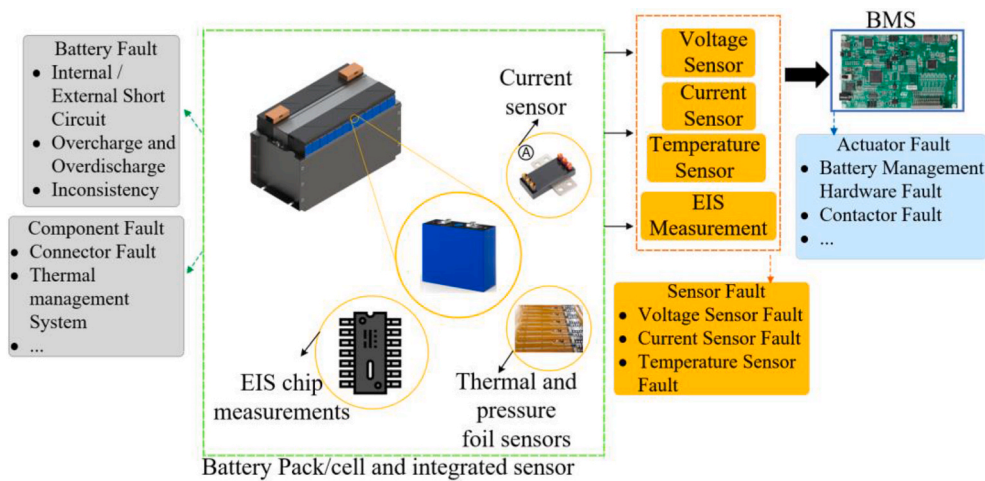 Battery Fault
• Internal /
External Short
Circuit
• Overcharge and
Overdischarge
• Inconsistency
Component Fault
• Connector Fault
• Thermal
management
System
• ...
Current
sensor
A
EIS chip
measurements
Thermal and
pressure
foil sensors
Battery Pack/cell and integrated sensor
Voltage
Sensor
Current
Sensor
Temperature
Sensor
EIS
Measurement
BMS
Actuator Fault
• Battery Management
Hardware Fault
• Contactor Fault
• ...
Sensor Fault
• Voltage Sensor Fault
• Current Sensor Fault
• Temperature Sensor
Fault